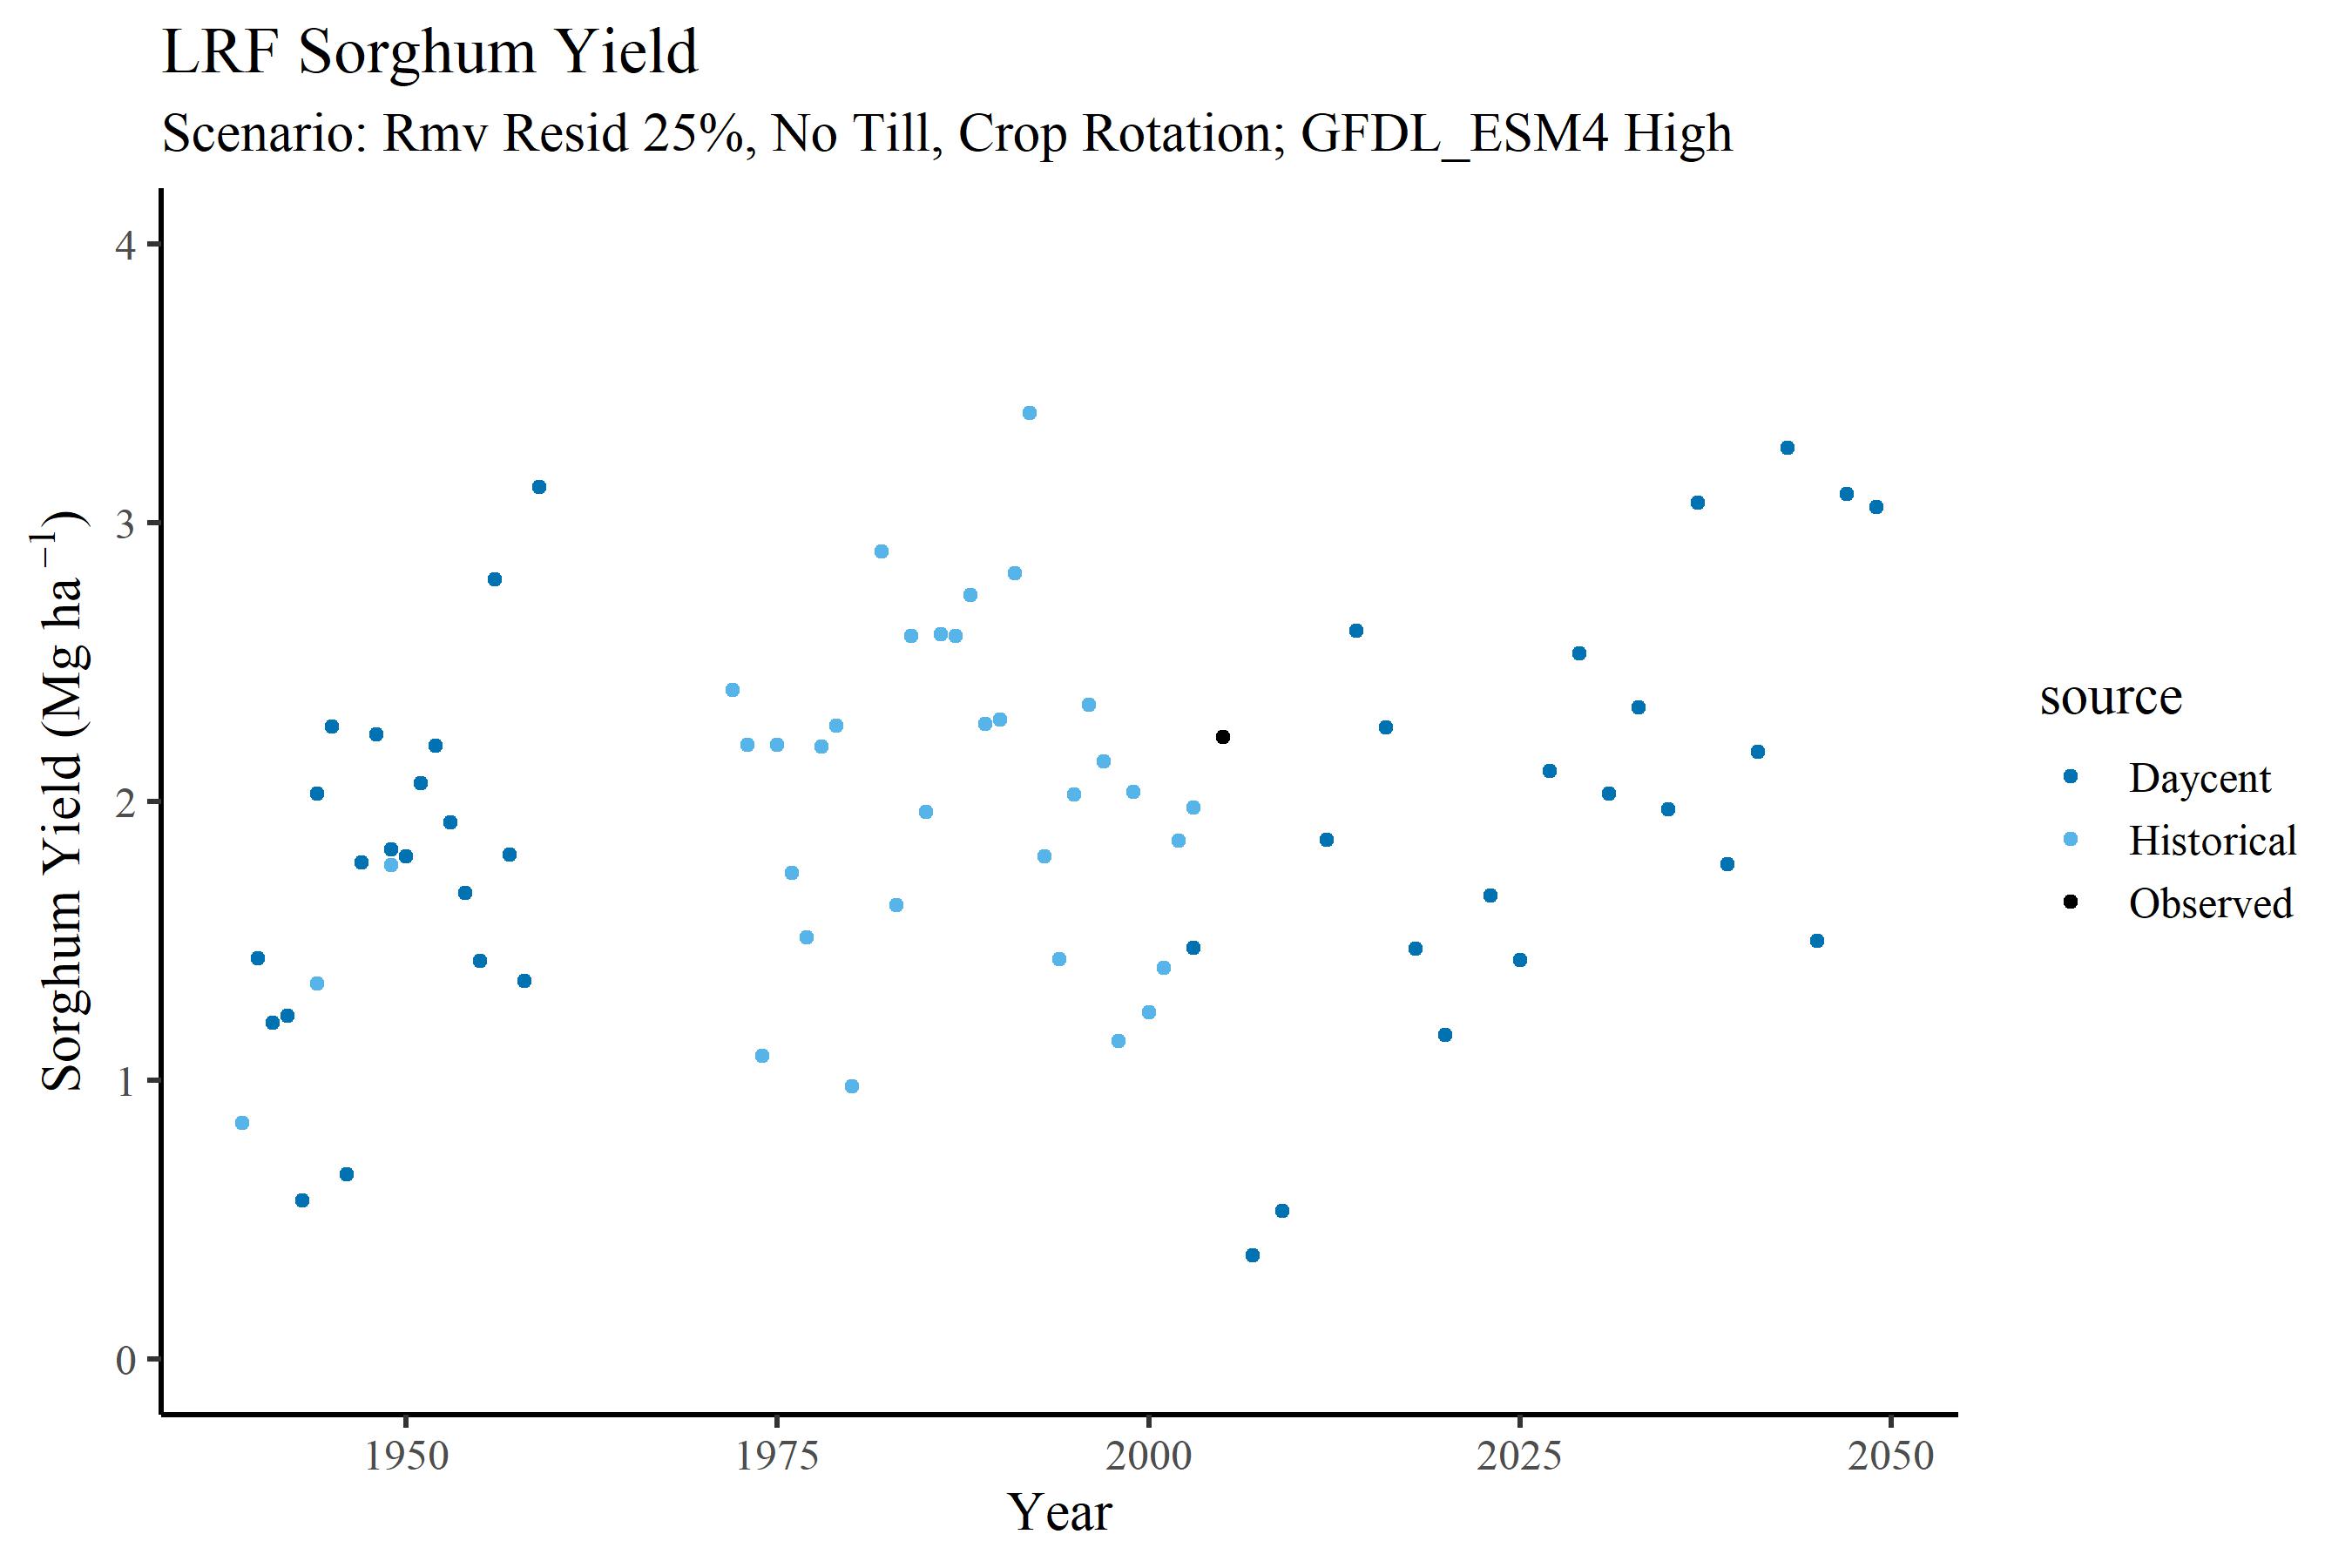 LRF Sorghum Yield
Scenario: Rmv Resid 25%, No Till, Crop Rotation; GFDL_ESM4 High
Sorghum Yield (Mg ha⁻¹)
4
3
2
1
0
1950 1975 2000 2025 2050
Year
source
Daycent
Historical
Observed